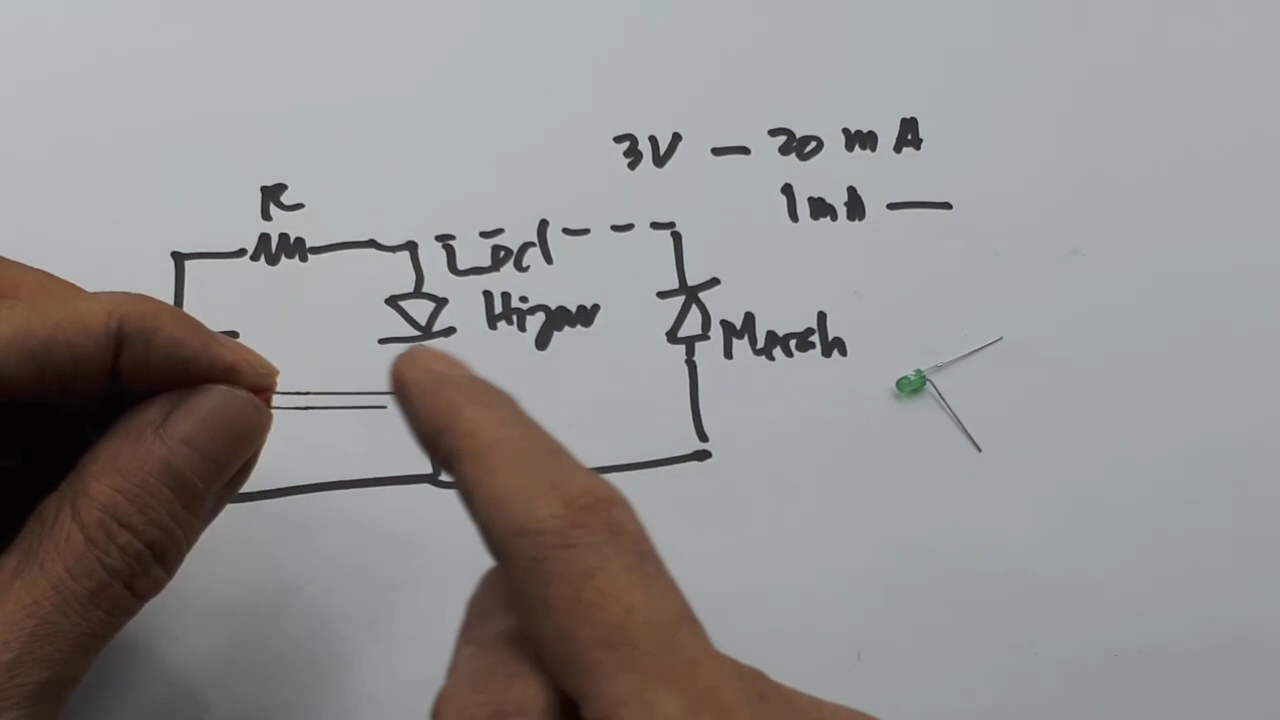 3V – 20 mA
1mA –
R
Led
Hijau
Merah